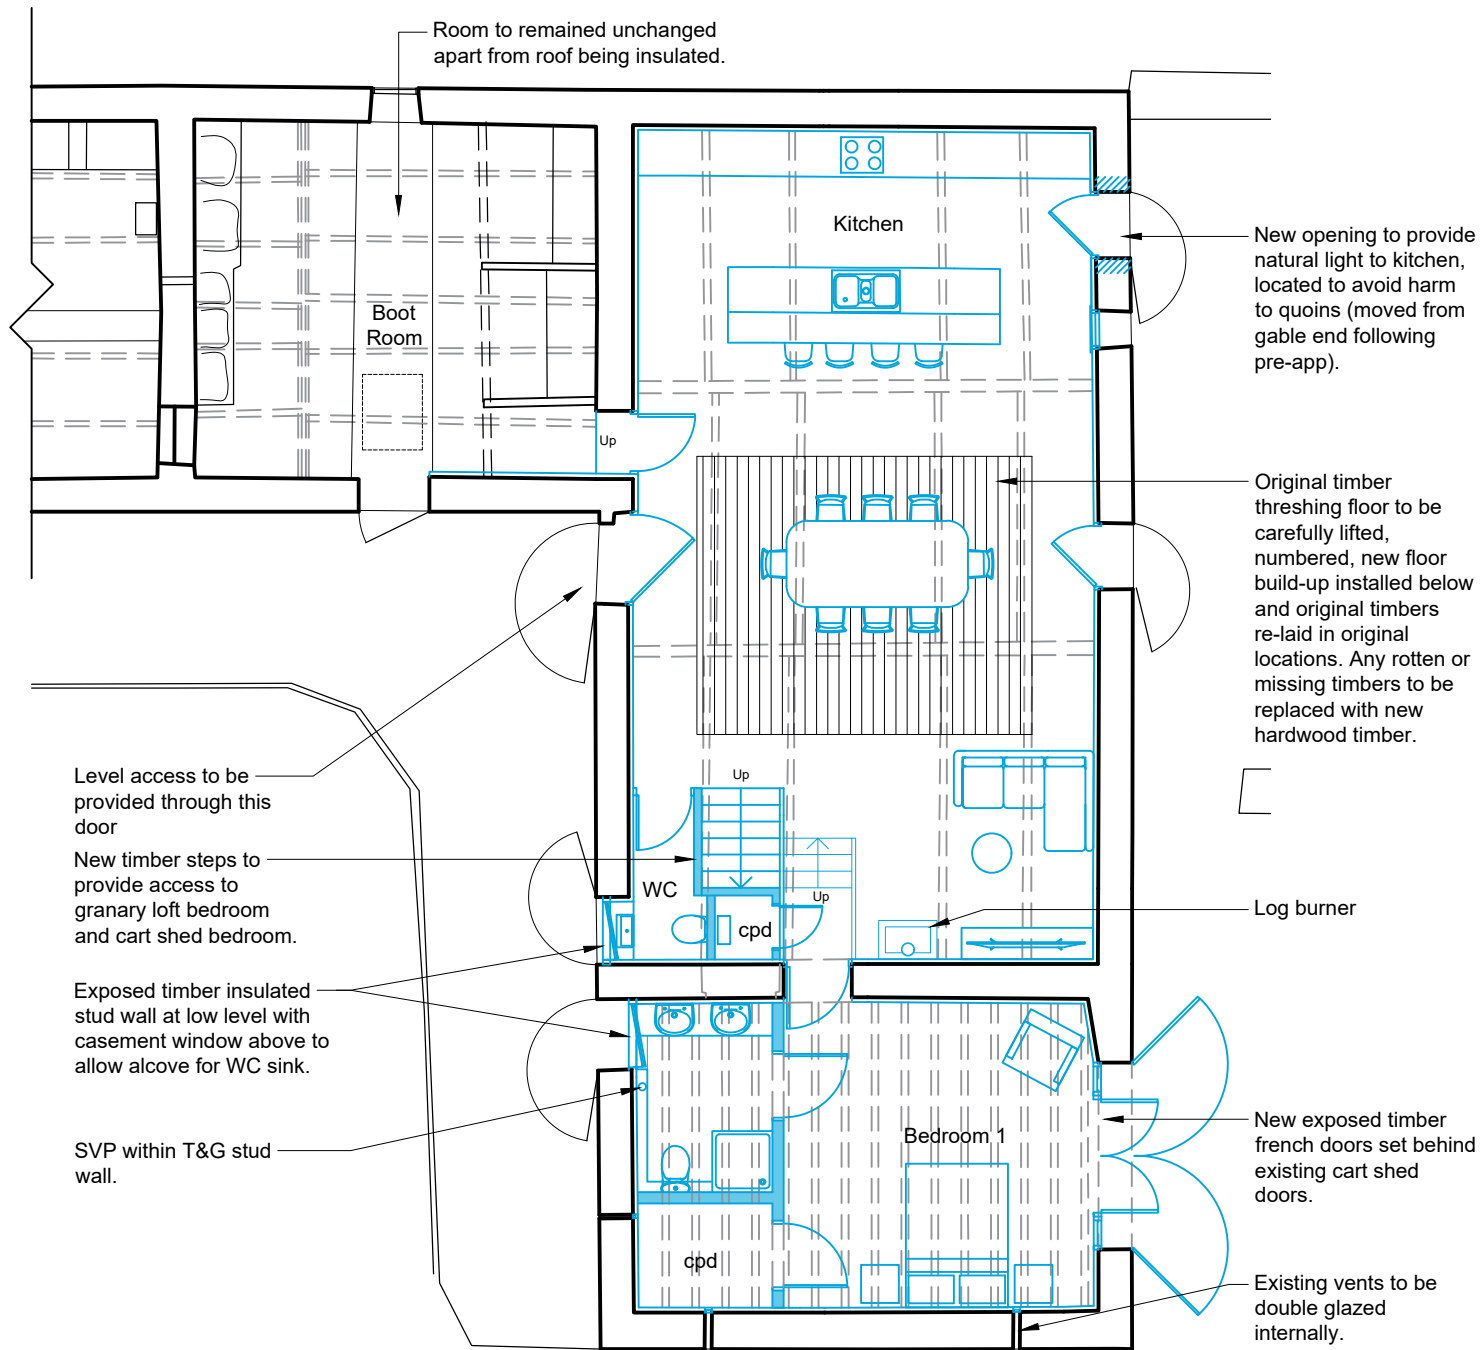 Room to remained unchanged
apart from roof being insulated.
Kitchen
New opening to provide
natural light to kitchen,
located to avoid harm
to quoins (moved from
gable end following
pre-app).
Boot
Room
Up
Original timber
threshing floor to be
carefully lifted,
numbered, new floor
build-up installed below
and original timbers
re-laid in original
locations. Any rotten or
missing timbers to be
replaced with new
hardwood timber.
Level access to be
provided through this
door
Up
New timber steps to
provide access to
granary loft bedroom
and cart shed bedroom.
WC
Up
cpd
Log burner
Exposed timber insulated
stud wall at low level with
casement window above to
allow alcove for WC sink.
SVP within T&G stud
wall.
Bedroom 1
New exposed timber
french doors set behind
existing cart shed
doors.
cpd
Existing vents to be
double glazed
internally.